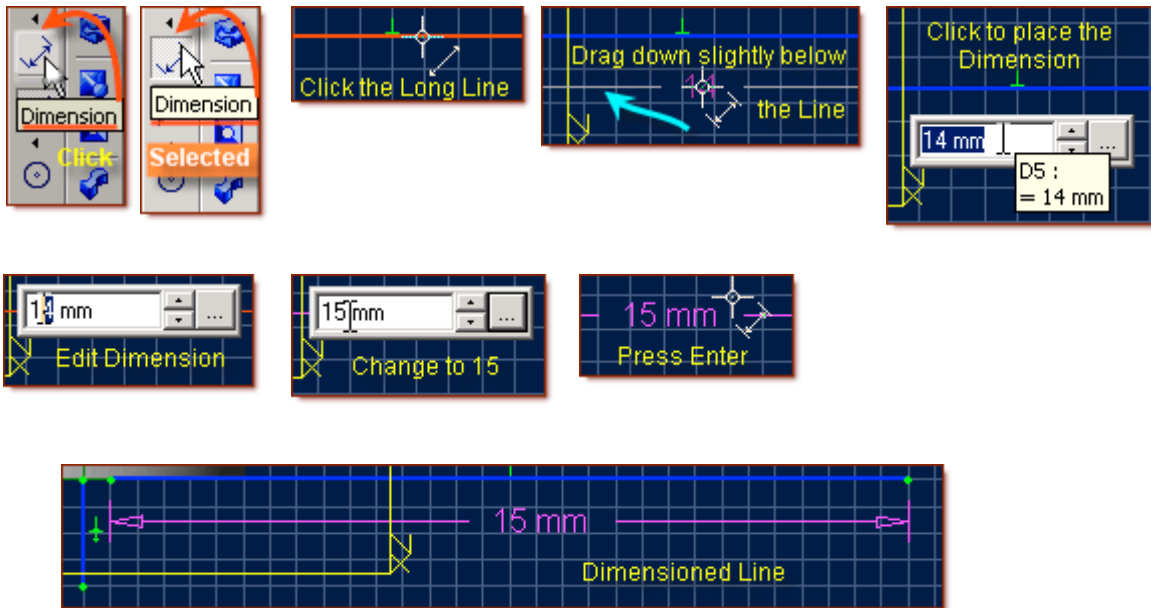 Dimension
Click
Dimension
Selected
Click the Long Line
Drag down slightly below
14
the Line
Click to place the
Dimension
14 mm
...
D5 :
= 14 mm
14 mm
...
Edit Dimension
15 mm
...
Change to 15
15 mm
Press Enter
15 mm
Dimensioned Line